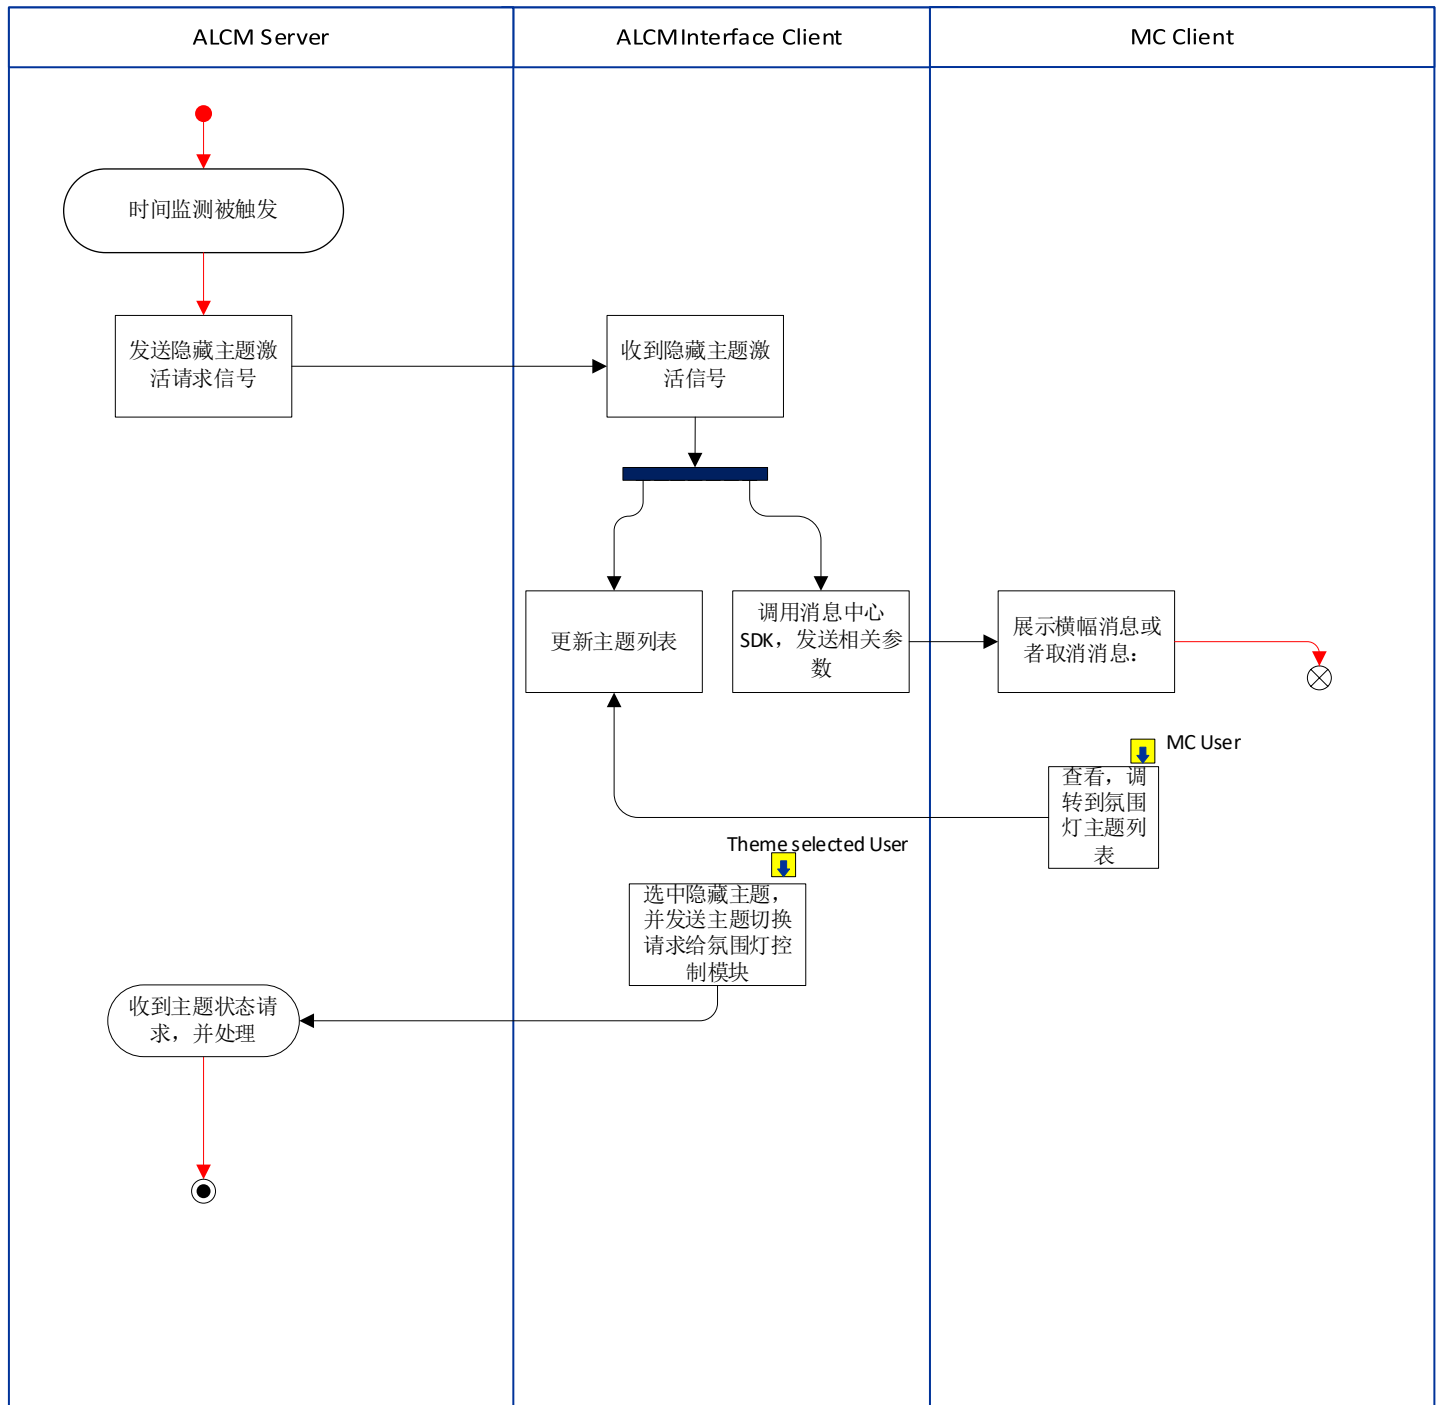 ALCM Server
ALCMInterface Client
MC Client
时间监测被触发
发送隐藏主题激
活请求信号
收到隐藏主题激
活信号
更新主题列表
调用消息中心
SDK，发送相关参
数
展示横幅消息或
者取消消息：
MC User
查看，调
转到氛围
灯主题列
表
Theme selected User
选中隐藏主题，
并发送主题切换
请求给氛围灯控
制模块
收到主题状态请
求，并处理